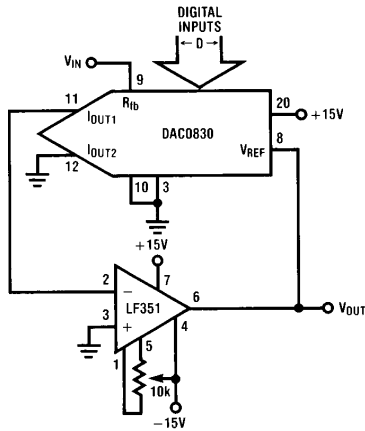 DIGITAL
INPUTS
←D→
VIN
9
11
Rfb
20
+15V
IOUT1
DAC0830
8
IOUT2
VREF
12
10
3
+15V
7
2
−
6
VOUT
LF351
3
+
4
5
1
10k
−15V